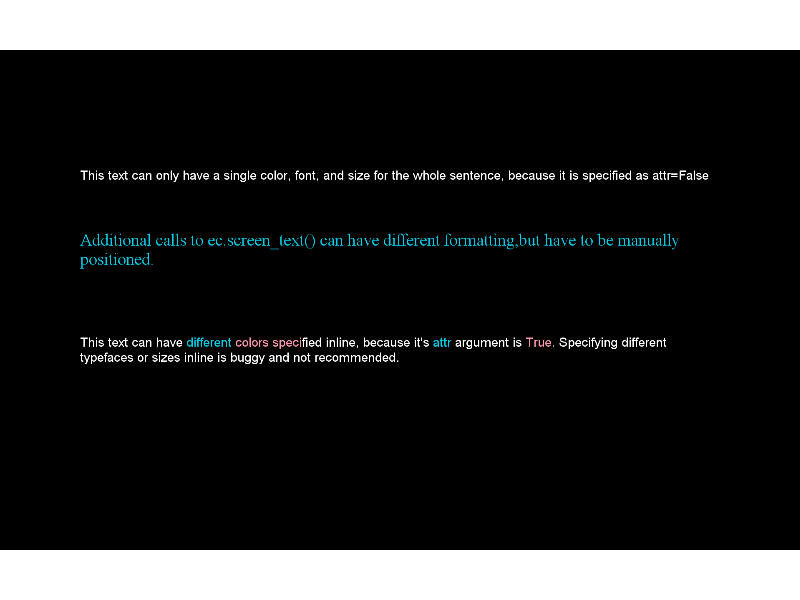 This text can only have a single color, font, and size for the whole sentence, because it is specified as attr=False
Additional calls to ec.screen_text() can have different formatting,but have to be manually
positioned.
This text can have different colors specified inline, because it's attr argument is True. Specifying different
typefaces or sizes inline is buggy and not recommended.